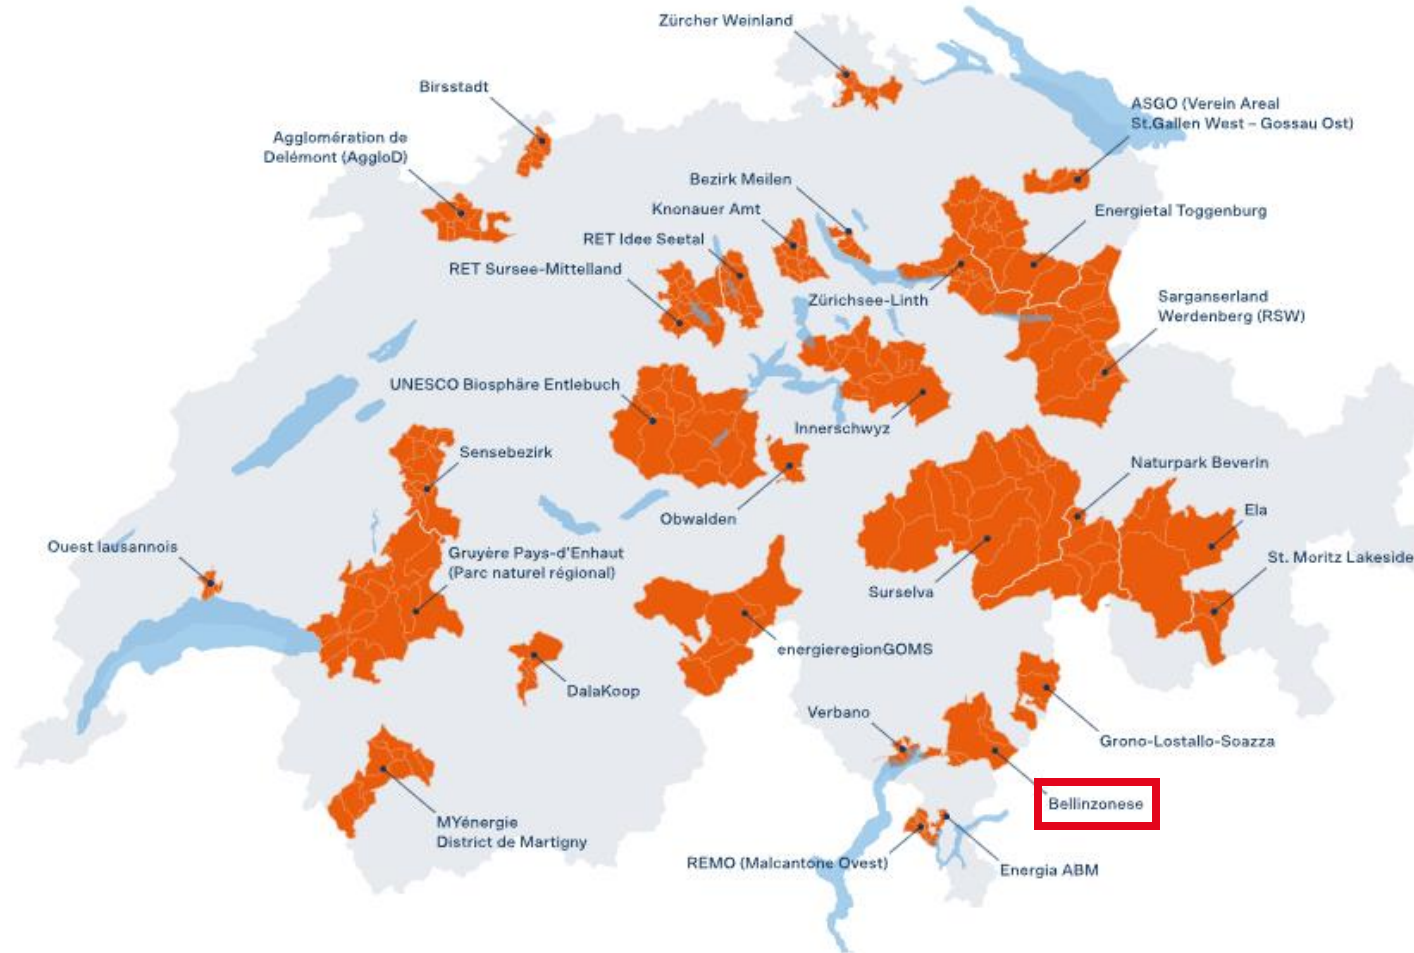 Zürcher Weinland
Birsstadt
ASGO (Verein Areal
St.Gallen West – Gossau Ost)
Agglomération de
Delémont (AggloD)
Bezirk Meilen
Knonauer Amt
Energietal Toggenburg
RET Idee Seetal
RET Sursee-Mittelland
Zürichsee-Linth
Sarganserland
Werdenberg (RSW)
UNESCO Biosphäre Entlebuch
Innerschwyz
Sensebezirk
Naturpark Beverin
Obwalden
Ela
Ouest lausannois
Gruyère Pays-d'Enhaut
(Parc naturel régional)
St. Moritz Lakeside
Surselva
energieregionGOMS
DalaKoop
Verbano
Grono-Lostallo-Soazza
Bellinzonese
MYénergie
District de Martigny
REMO (Malcantone Ovest)
Energia ABM